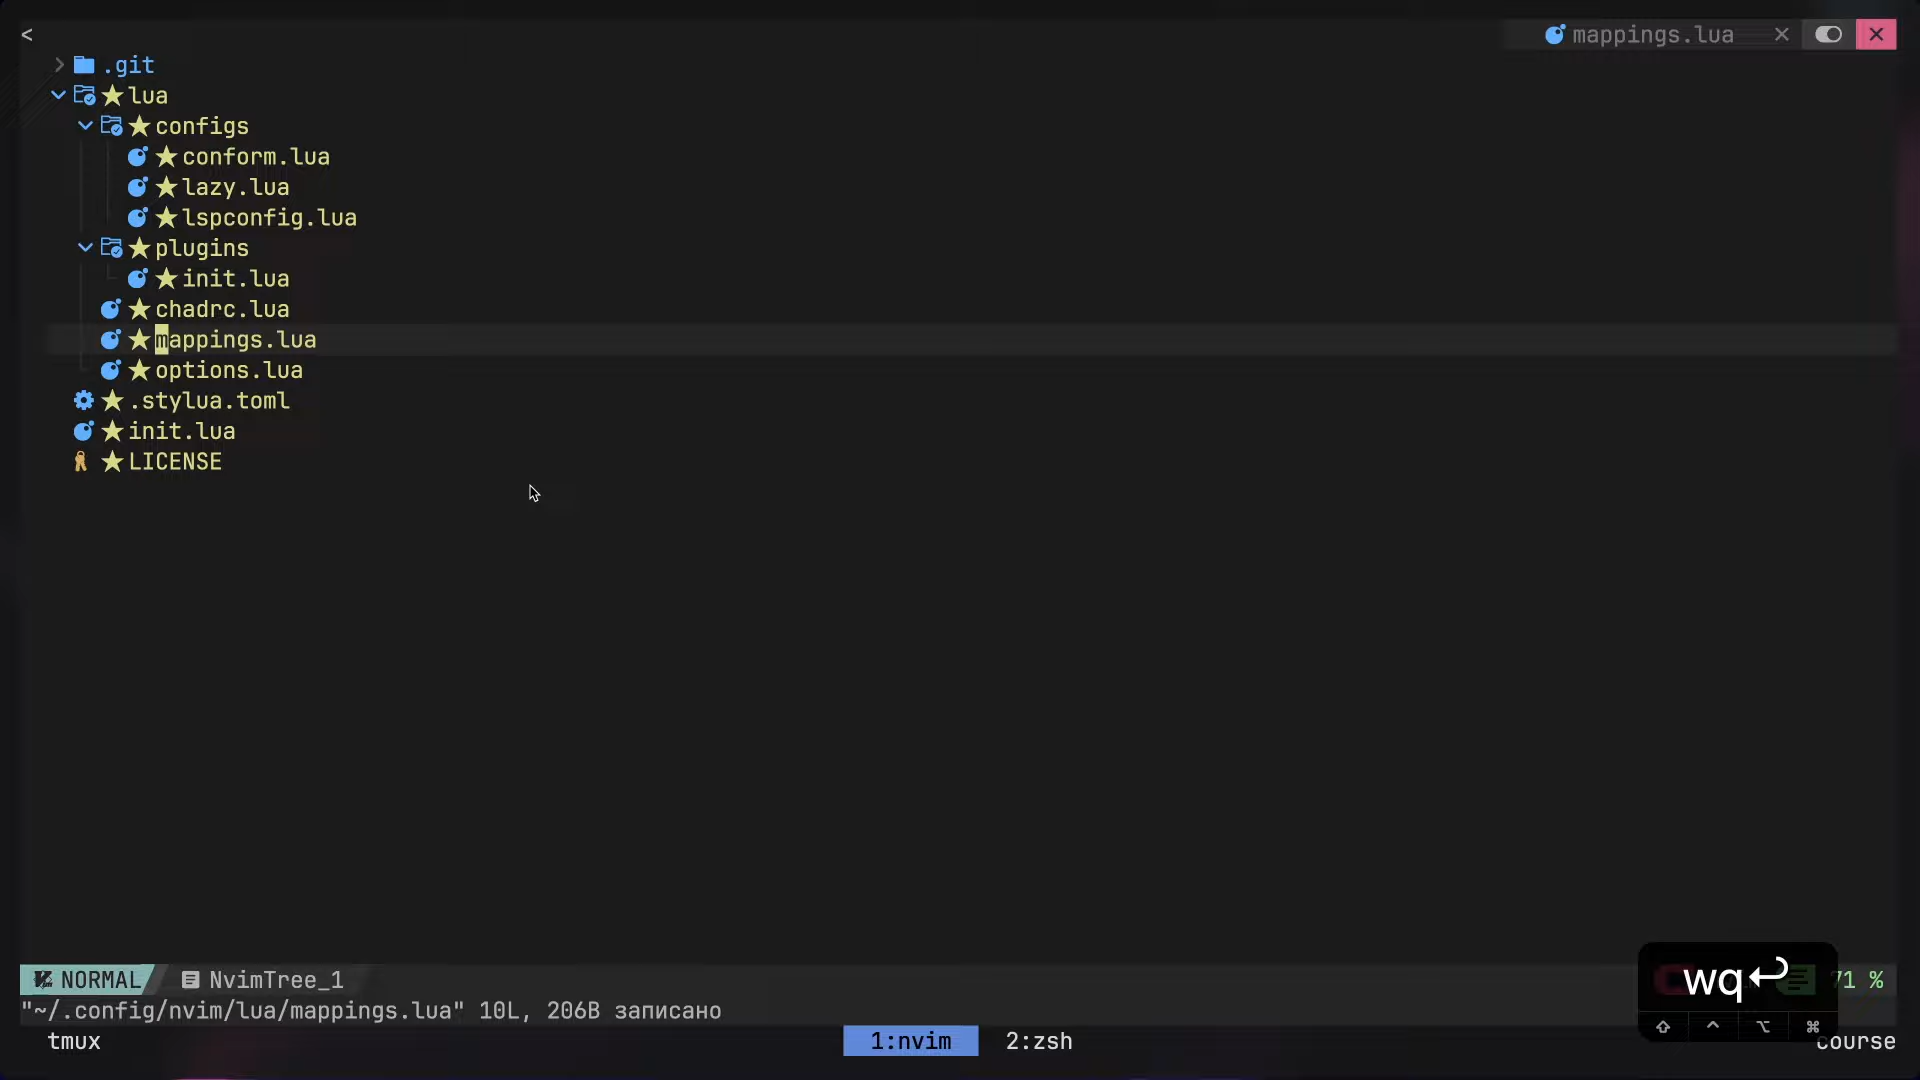 <
mappings.lua
.git
lua
configs
conform.lua
lazy.lua
lspconfig.lua
plugins
init.lua
chadrc.lua
mappings.lua
options.lua
.stylua.toml
init.lua
LICENSE
NORMAL NvimTree_1
wq
71 %
"~/.config/nvim/lua/mappings.lua" 10L, 206B записано
tmux 1:nvim 2:zsh course